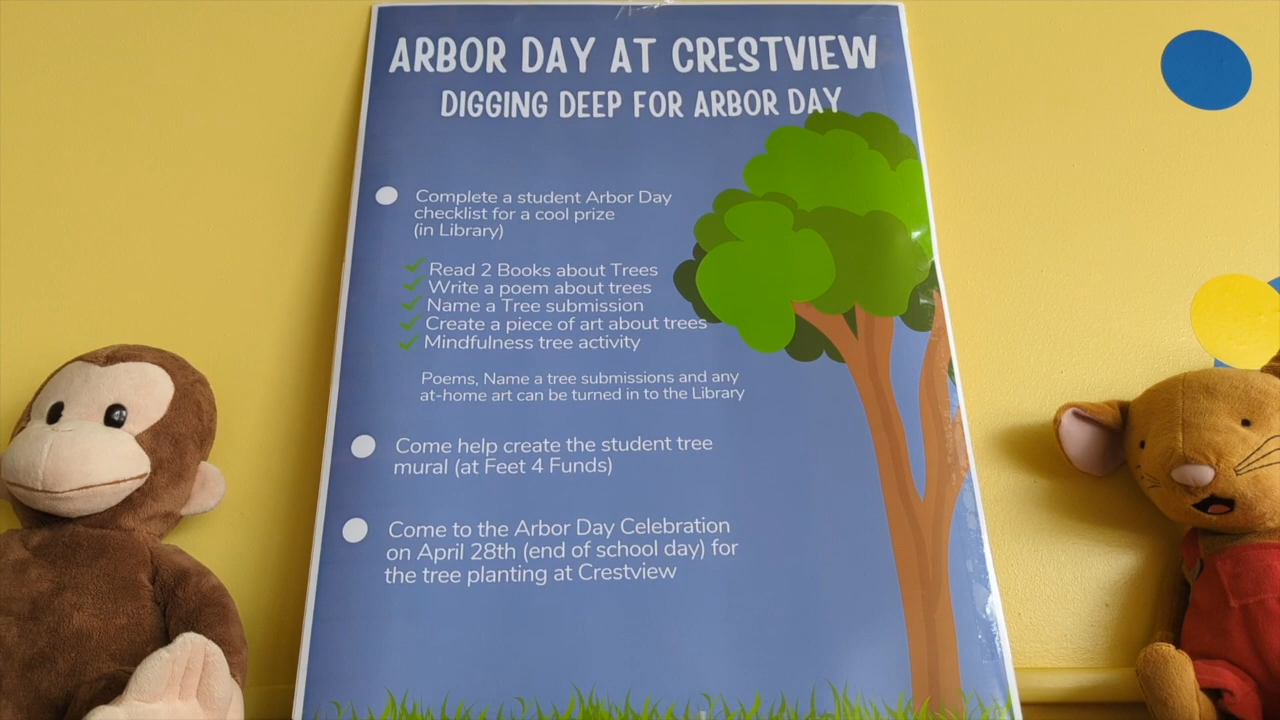 ARBOR DAY AT CRESTVIEW
DIGGING DEEP FOR ARBOR DAY
Complete a student Arbor Day
checklist for a cool prize
(in Library)
Read 2 Books about Trees
Write a poem about trees
Name a Tree submission
Create a piece of art about trees
Mindfulness tree activity
Poems, Name a tree submissions and any
at-home art can be turned in to the Library
Come help create the student tree
mural (at Feet 4 Funds)
Come to the Arbor Day Celebration
on April 28th (end of school day) for
the tree planting at Crestview